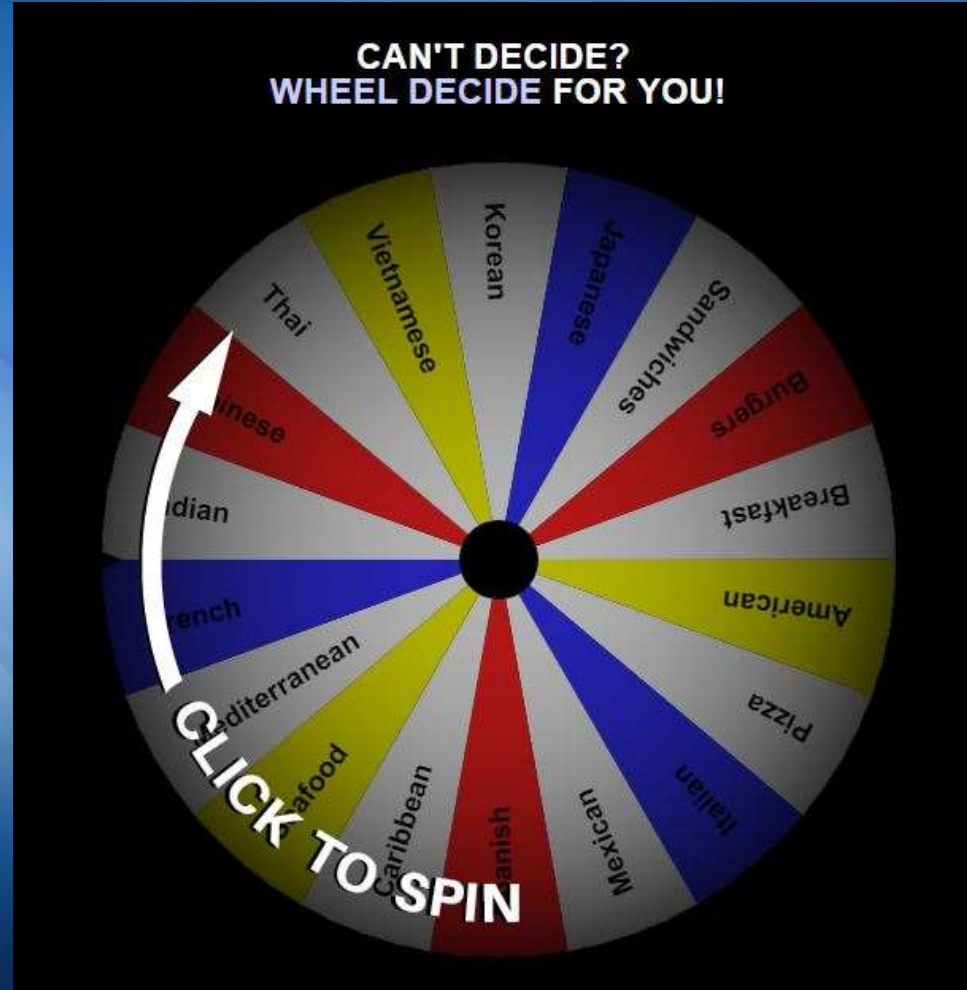 CAN'T DECIDE?
WHEEL DECIDE FOR YOU!
Korean
Japanese
Sandwiches
Burgers
Breakfast
American
Pizza
Italian
Mexican
Caribbean
Thai
Vietnamese
CLICK TO SPIN